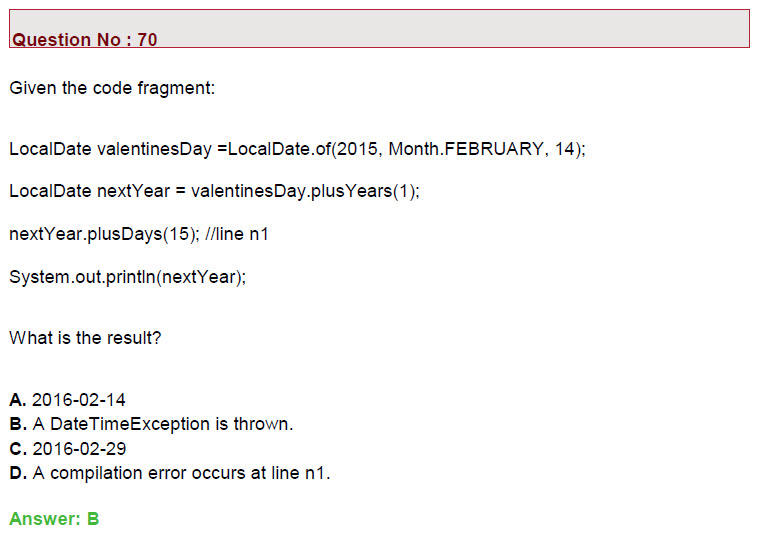 Question No : 70
Given the code fragment:
LocalDate valentinesDay =LocalDate.of(2015, Month.FEBRUARY, 14);
LocalDate nextYear = valentinesDay.plusYears(1);
nextYear.plusDays(15); //line n1
System.out.println(nextYear);
What is the result?
A. 2016-02-14
B. A DateTimeException is thrown.
C. 2016-02-29
D. A compilation error occurs at line n1.
Answer: B